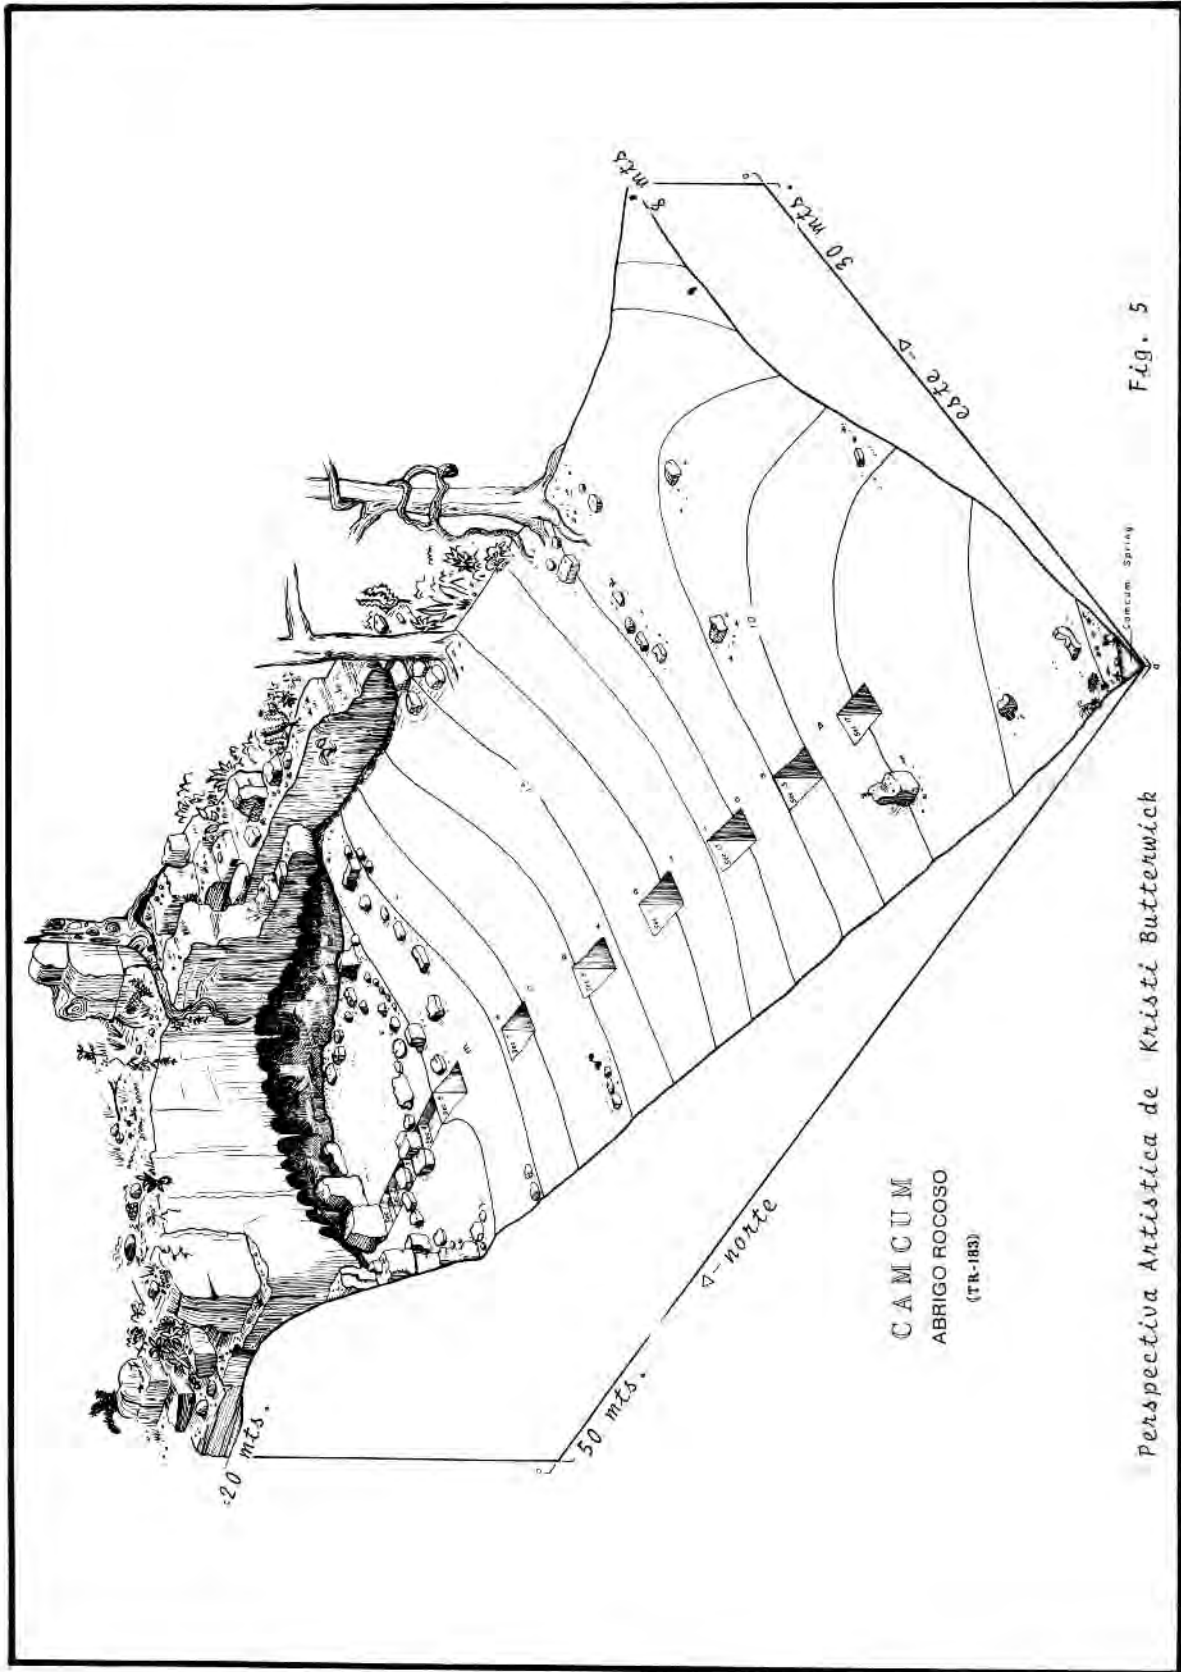 20 mts.
8 mts
50 mts.
30 mts.
norte
este
10
Camcum Spring
CAMCUM
ABRIGO ROCOSO
(TR-183)
Fig. 5
Perspectiva Artistica de Kristi Butterwick